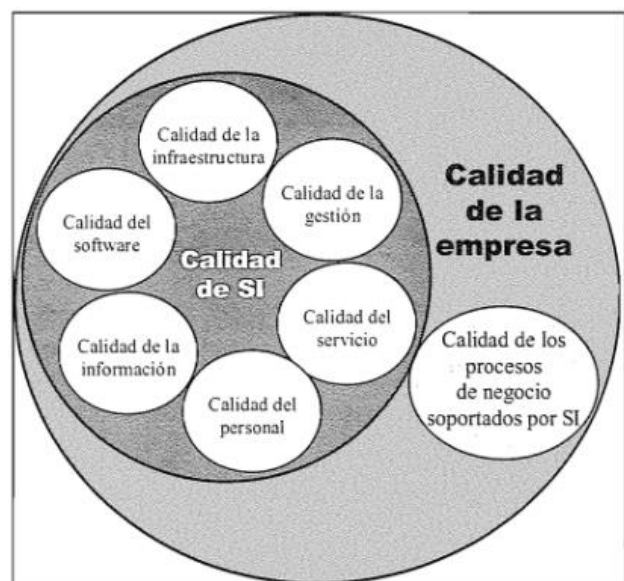 Calidad de la
infraestructura
Calidad de la
gestión
Calidad del
software
Calidad
de SI
Calidad del
servicio
Calidad de la
información
Calidad del
personal
Calidad
de la
empresa
Calidad de los
procesos
de negocio
soportados por SI